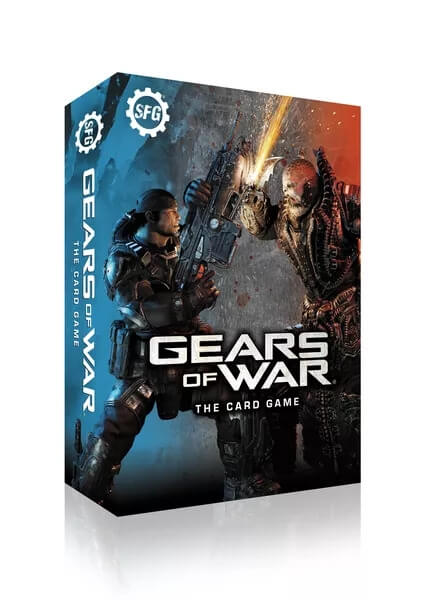 SFG
GEARS OF WAR
THE CARD GAME
SFG
GEARS
OF WAR®
THE CARD GAME